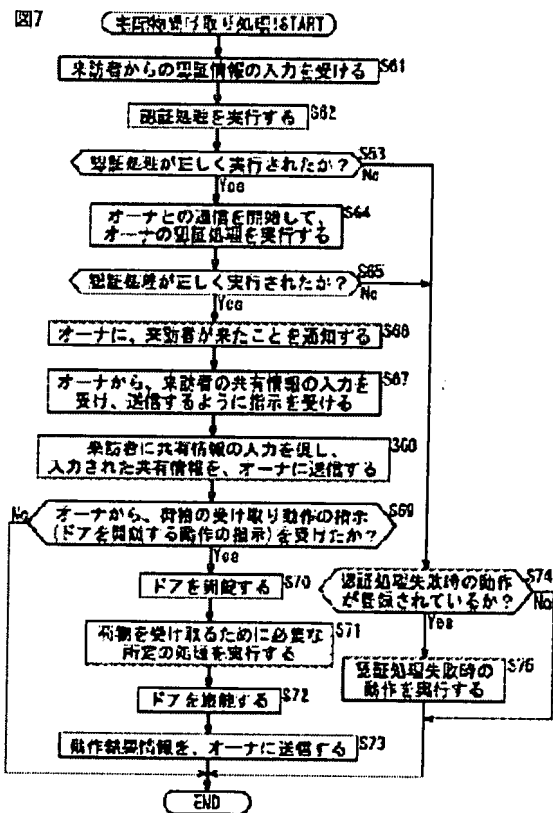 図7
宅配物受け取り処理!START
来訪者からの認証情報の入力を受ける S61
認証処理を実行する S62
認証処理が正しく実行されたか? S63
No
Yes
オーナとの通信を開始して、 S64
オーナの認証処理を実行する
認証処理が正しく実行されたか? S65
No
Yes
オーナに、来訪者が来たことを通知する S66
オーナから、来訪者の共有情報の入力を S67
受け、送信するように指示を受ける
来訪者に共有情報の入力を促し、 S68
入力された共有情報を、オーナに送信する
No
オーナから、荷物の受け取り動作の指示 S69
(ドアを開閉する動作の指示)を受けたか?
Yes
ドアを開錠する S70
荷物を受け取るために必要な S71
所定の処理を実行する
ドアを施錠する S72
動作結果情報を、オーナに送信する S73
認証処理失敗時の動作 S74
が登録されているか?
No
Yes
認証処理失敗時の S75
動作を実行する
END